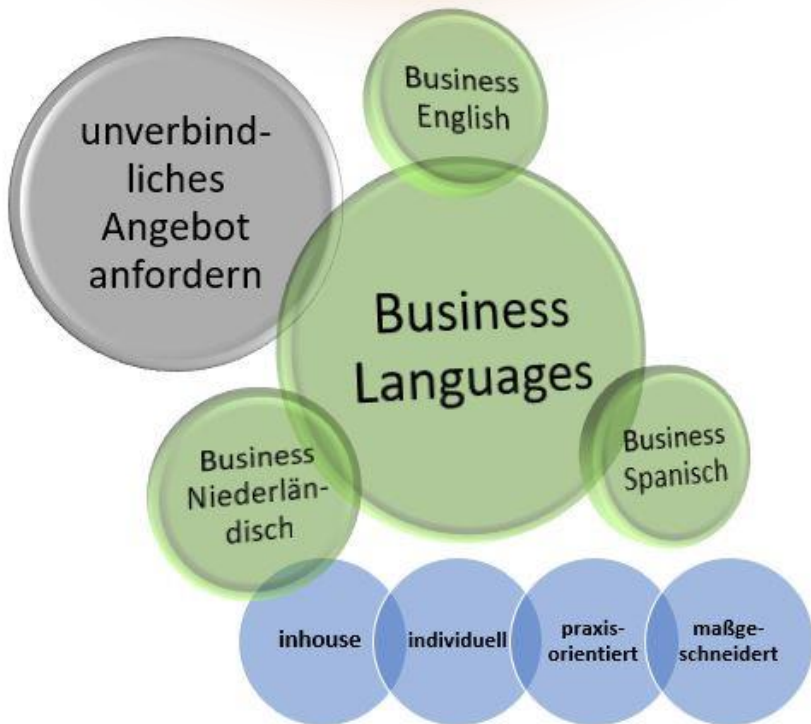 unverbind-
liches
Angebot
anfordern
Business
English
Business
Languages
Business
Niederlän-
disch
Business
Spanisch
inhouse
individuell
praxis-
orientiert
maßge-
schneidert